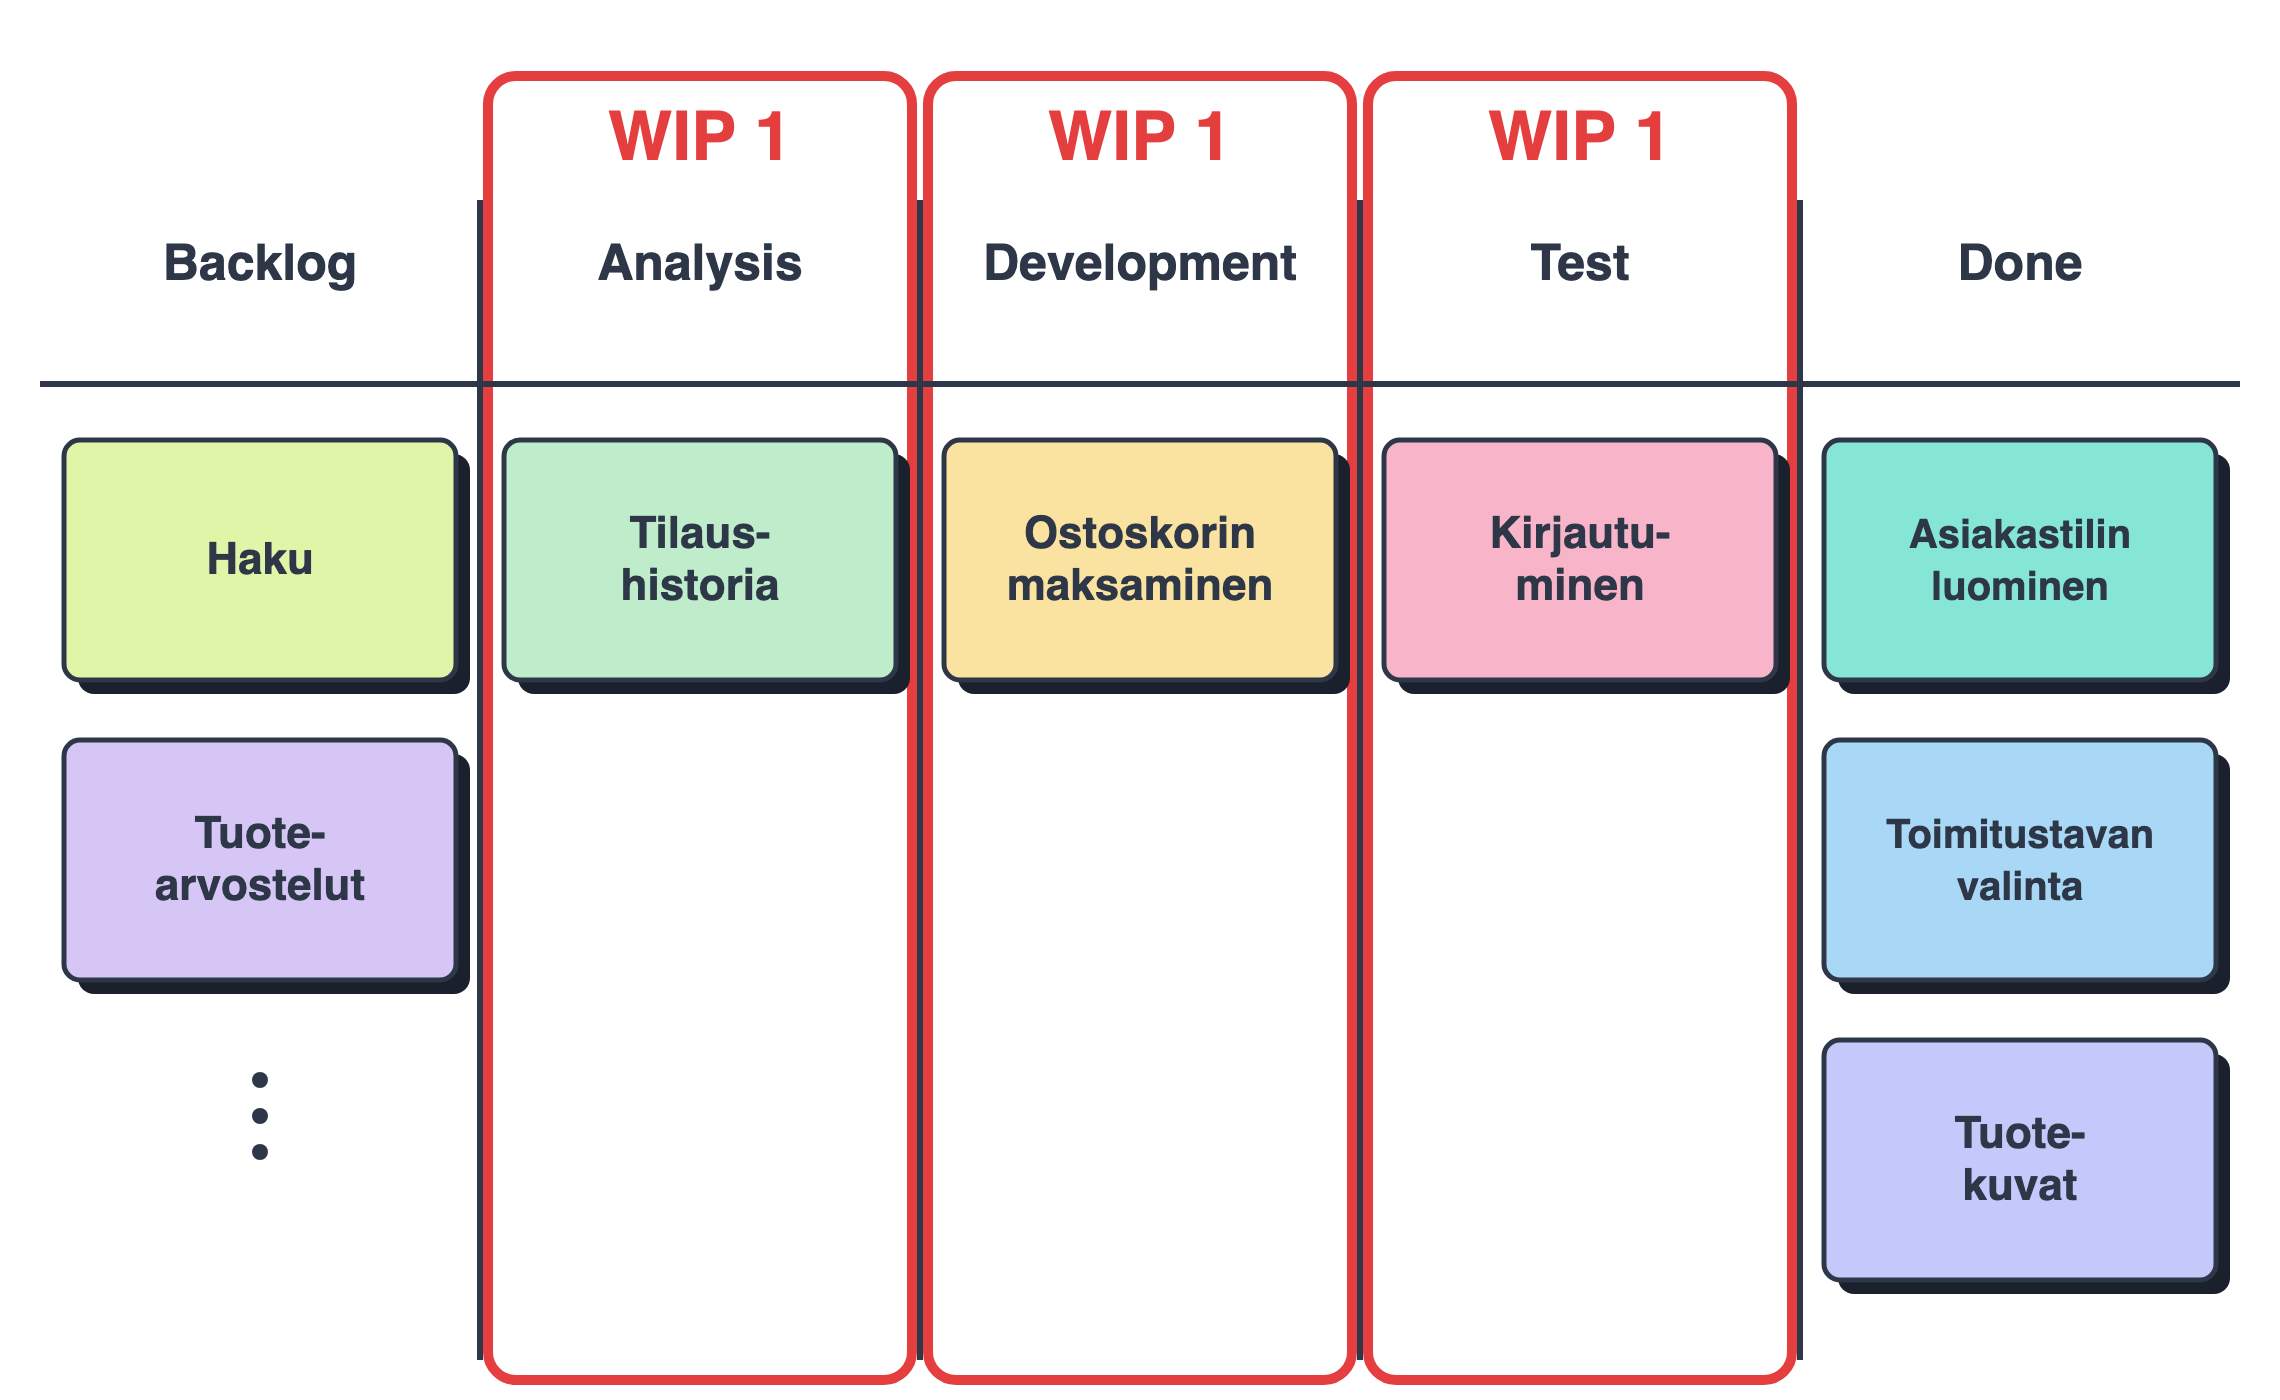 WIP 1
WIP 1
WIP 1
Backlog
Analysis
Development
Test
Done
Haku
Tilaus-
historia
Ostoskorin
maksaminen
Kirjautu-
minen
Asiakastilin
luominen
Tuote-
arvostelut
Toimitustavan
valinta
Tuote-
kuvat